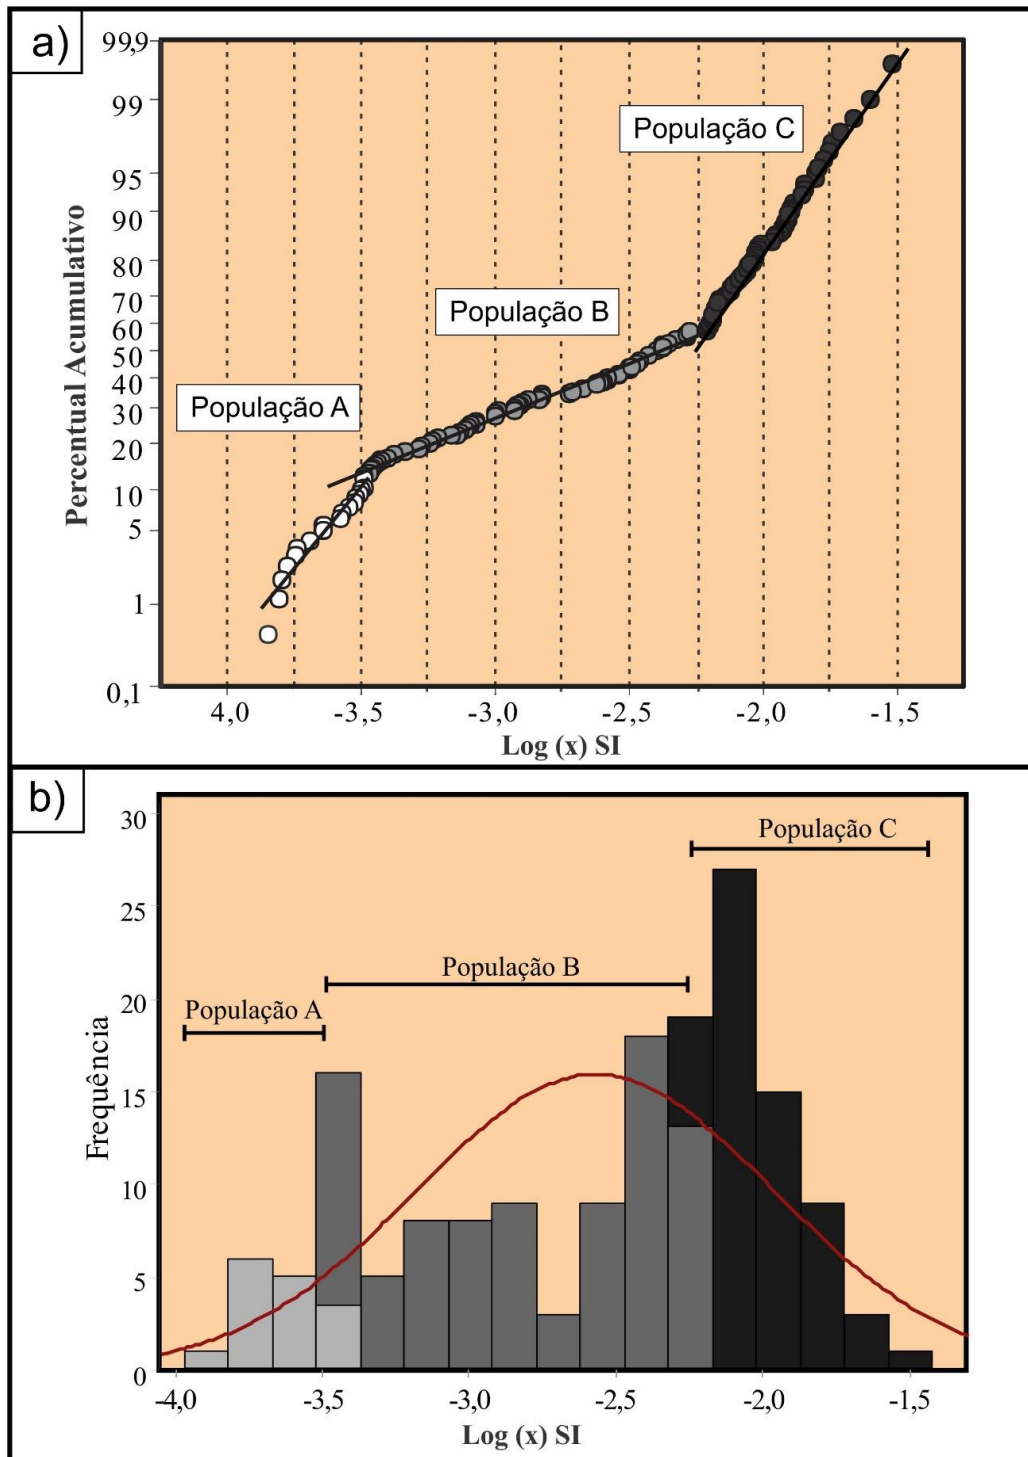 a)
Percentual Acumulativo
99,9
99
95
90
80
70
60
50
40
30
20
10
5
1
0,1
População C
População B
População A
4,0 -3,5 -3,0 -2,5 -2,0 -1,5
Log (x) SI
b)
Frequência
30
25
20
15
10
5
0
População C
População B
População A
-4,0 -3,5 -3,0 -2,5 -2,0 -1,5
Log (x) SI